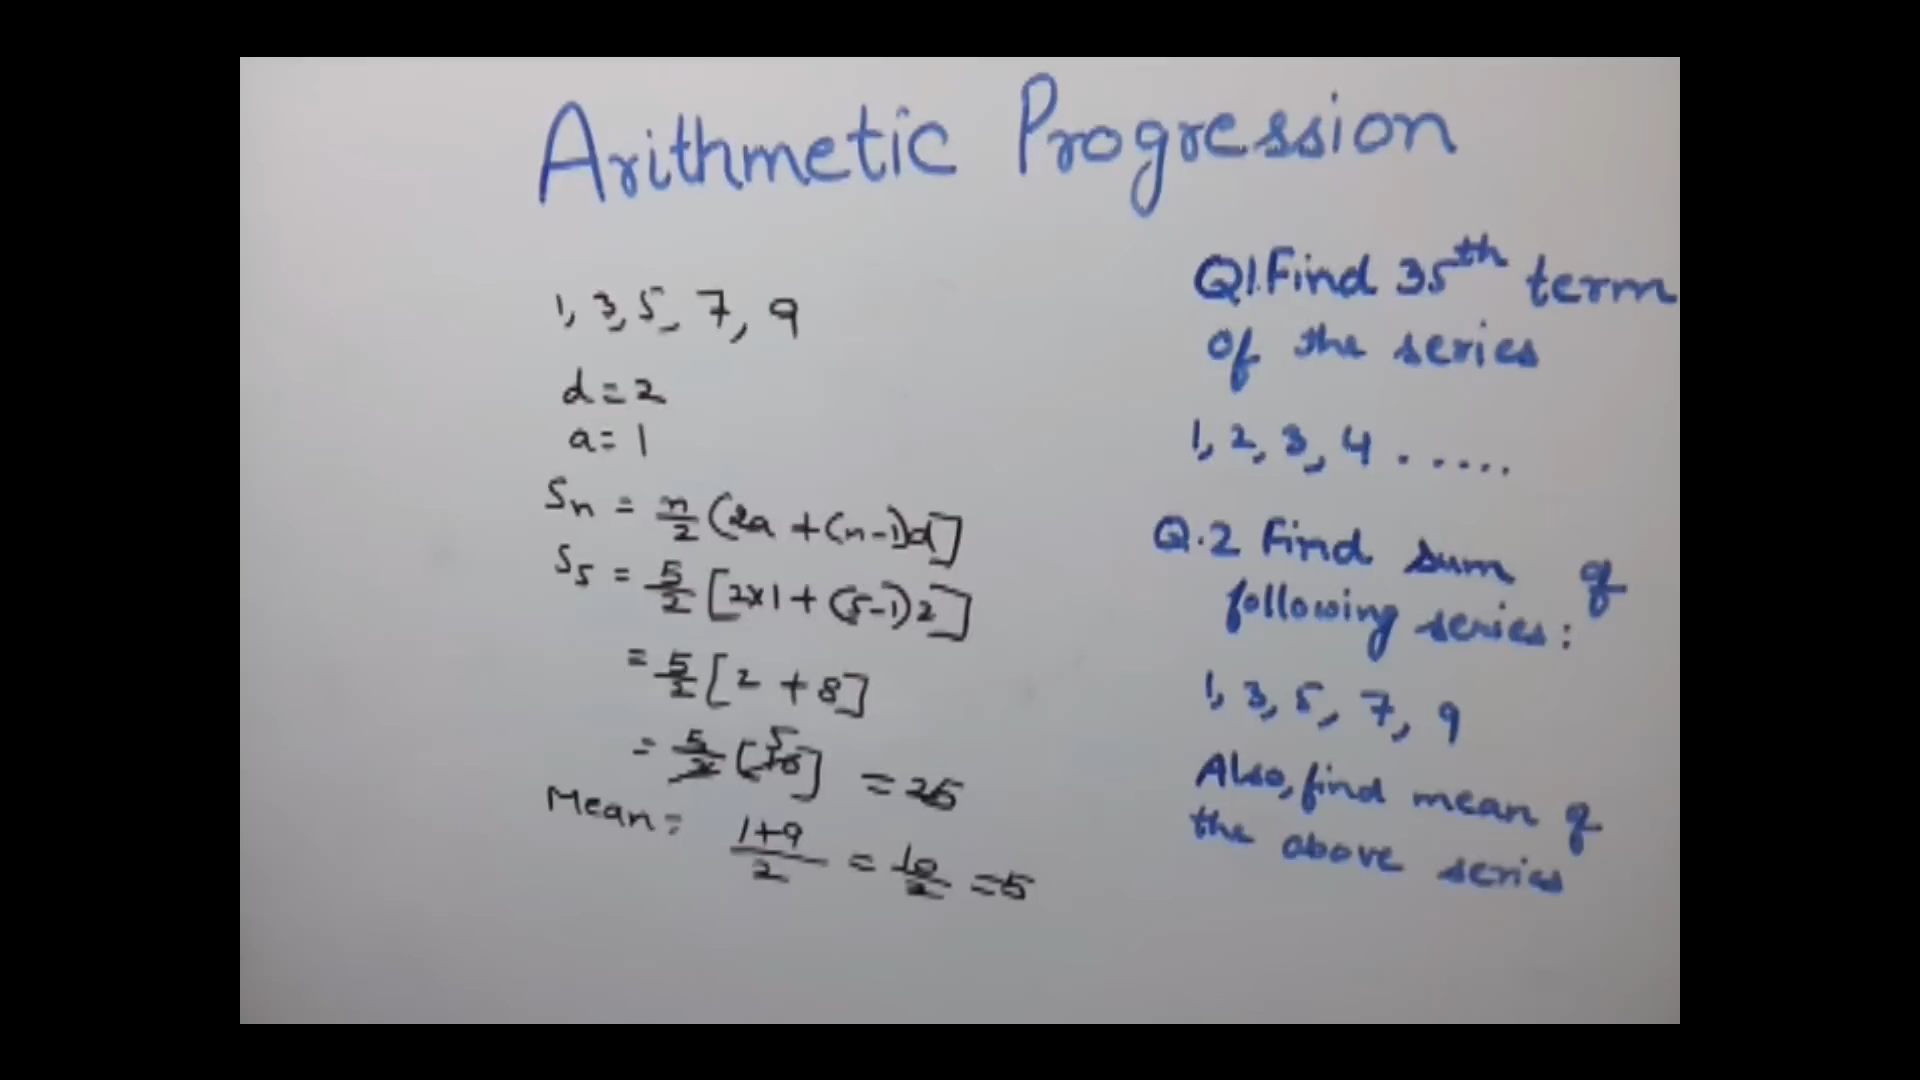 Arithmetic Progression
1, 3, 5, 7, 9
d = 2
a = 1
Sn = n/2 (2a + (n-1)d]
S5 = 5/2 [2x1 + (5-1)2]
= 5/2 [2 + 8]
= 5/2 [10] 5 = 25
Mean = 1+9/2 = 10/2 = 5
Q1. Find 35th term
of the series
1, 2, 3, 4 . . . . . .
Q.2 Find sum of
following series:
1, 3, 5, 7, 9
Also, find mean of
the above series